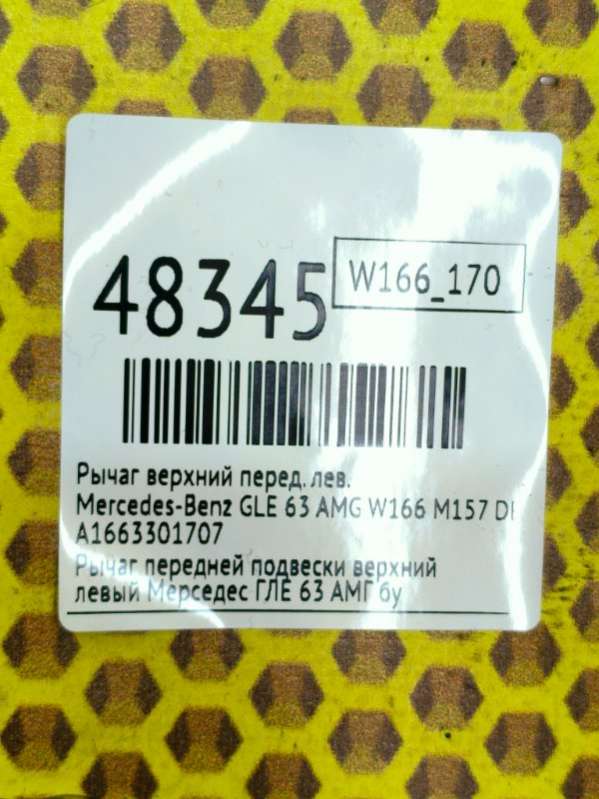 48345
W166_170
Рычаг верхний перед. лев.
Mercedes-Benz GLE 63 AMG W166 M157
A1663301707
Рычаг передней подвески верхний
левый Мерседес ГЛЕ 63 АМГ бу